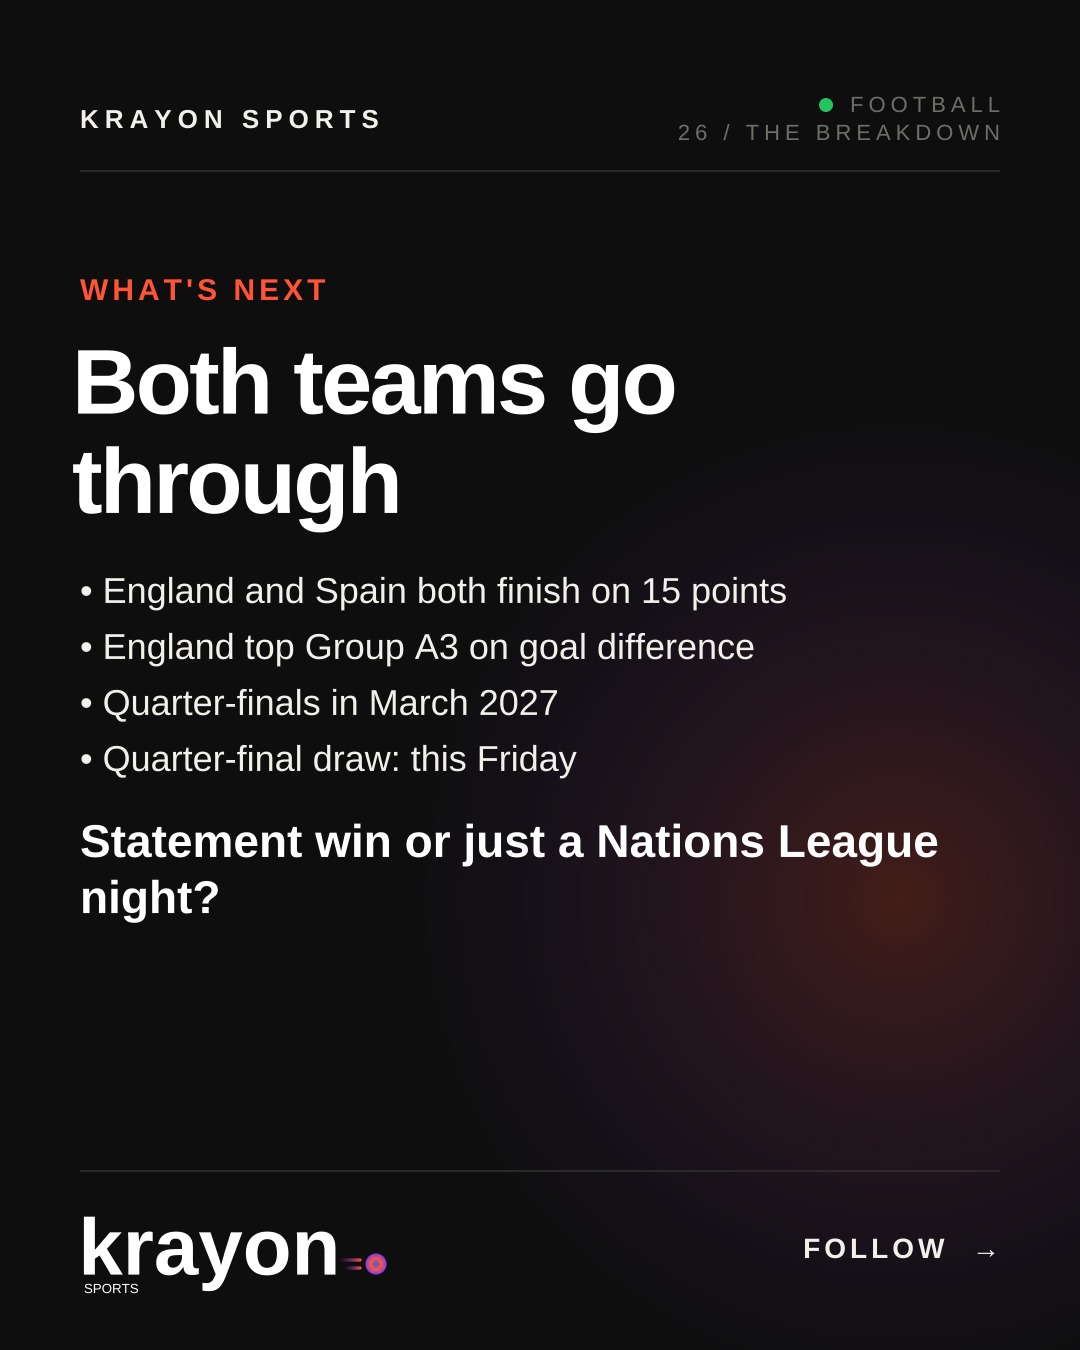 KRAYON SPORTS
FOOTBALL
26 / THE BREAKDOWN
WHAT'S NEXT
Both teams go
through
• England and Spain both finish on 15 points
• England top Group A3 on goal difference
• Quarter-finals in March 2027
• Quarter-final draw: this Friday
Statement win or just a Nations League
night?
krayon
SPORTS
FOLLOW →